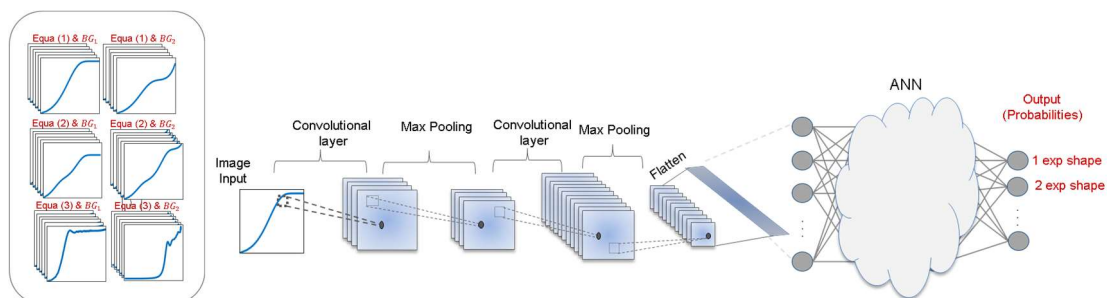 Equa (1) & BG₁ Equa (1) & BG₂
Equa (2) & BG₁ Equa (2) & BG₂
Equa (3) & BG₁ Equa (3) & BG₂
Image
Input
Convolutional
layer
Max Pooling
Convolutional
layer
Max Pooling
Flatten
ANN
Output
(Probabilities)
1 exp shape
2 exp shape